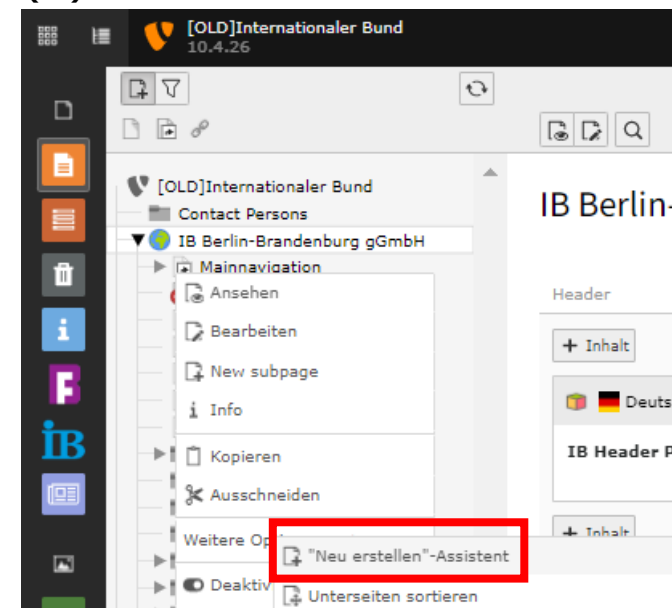 [OLD]Internationaler Bund
10.4.26
[OLD]Internationaler Bund
Contact Persons
IB Berlin-Brandenburg gGmbH
Mainnavigation
Ansehen
Bearbeiten
New subpage
Info
Kopieren
Ausschneiden
Weitere Op
"Neu erstellen"-Assistent
Deaktiv
Unterseiten sortieren
IB Berlin-
Header
+ Inhalt
Deuts
IB Header P
+ Inhalt
F
iB
i